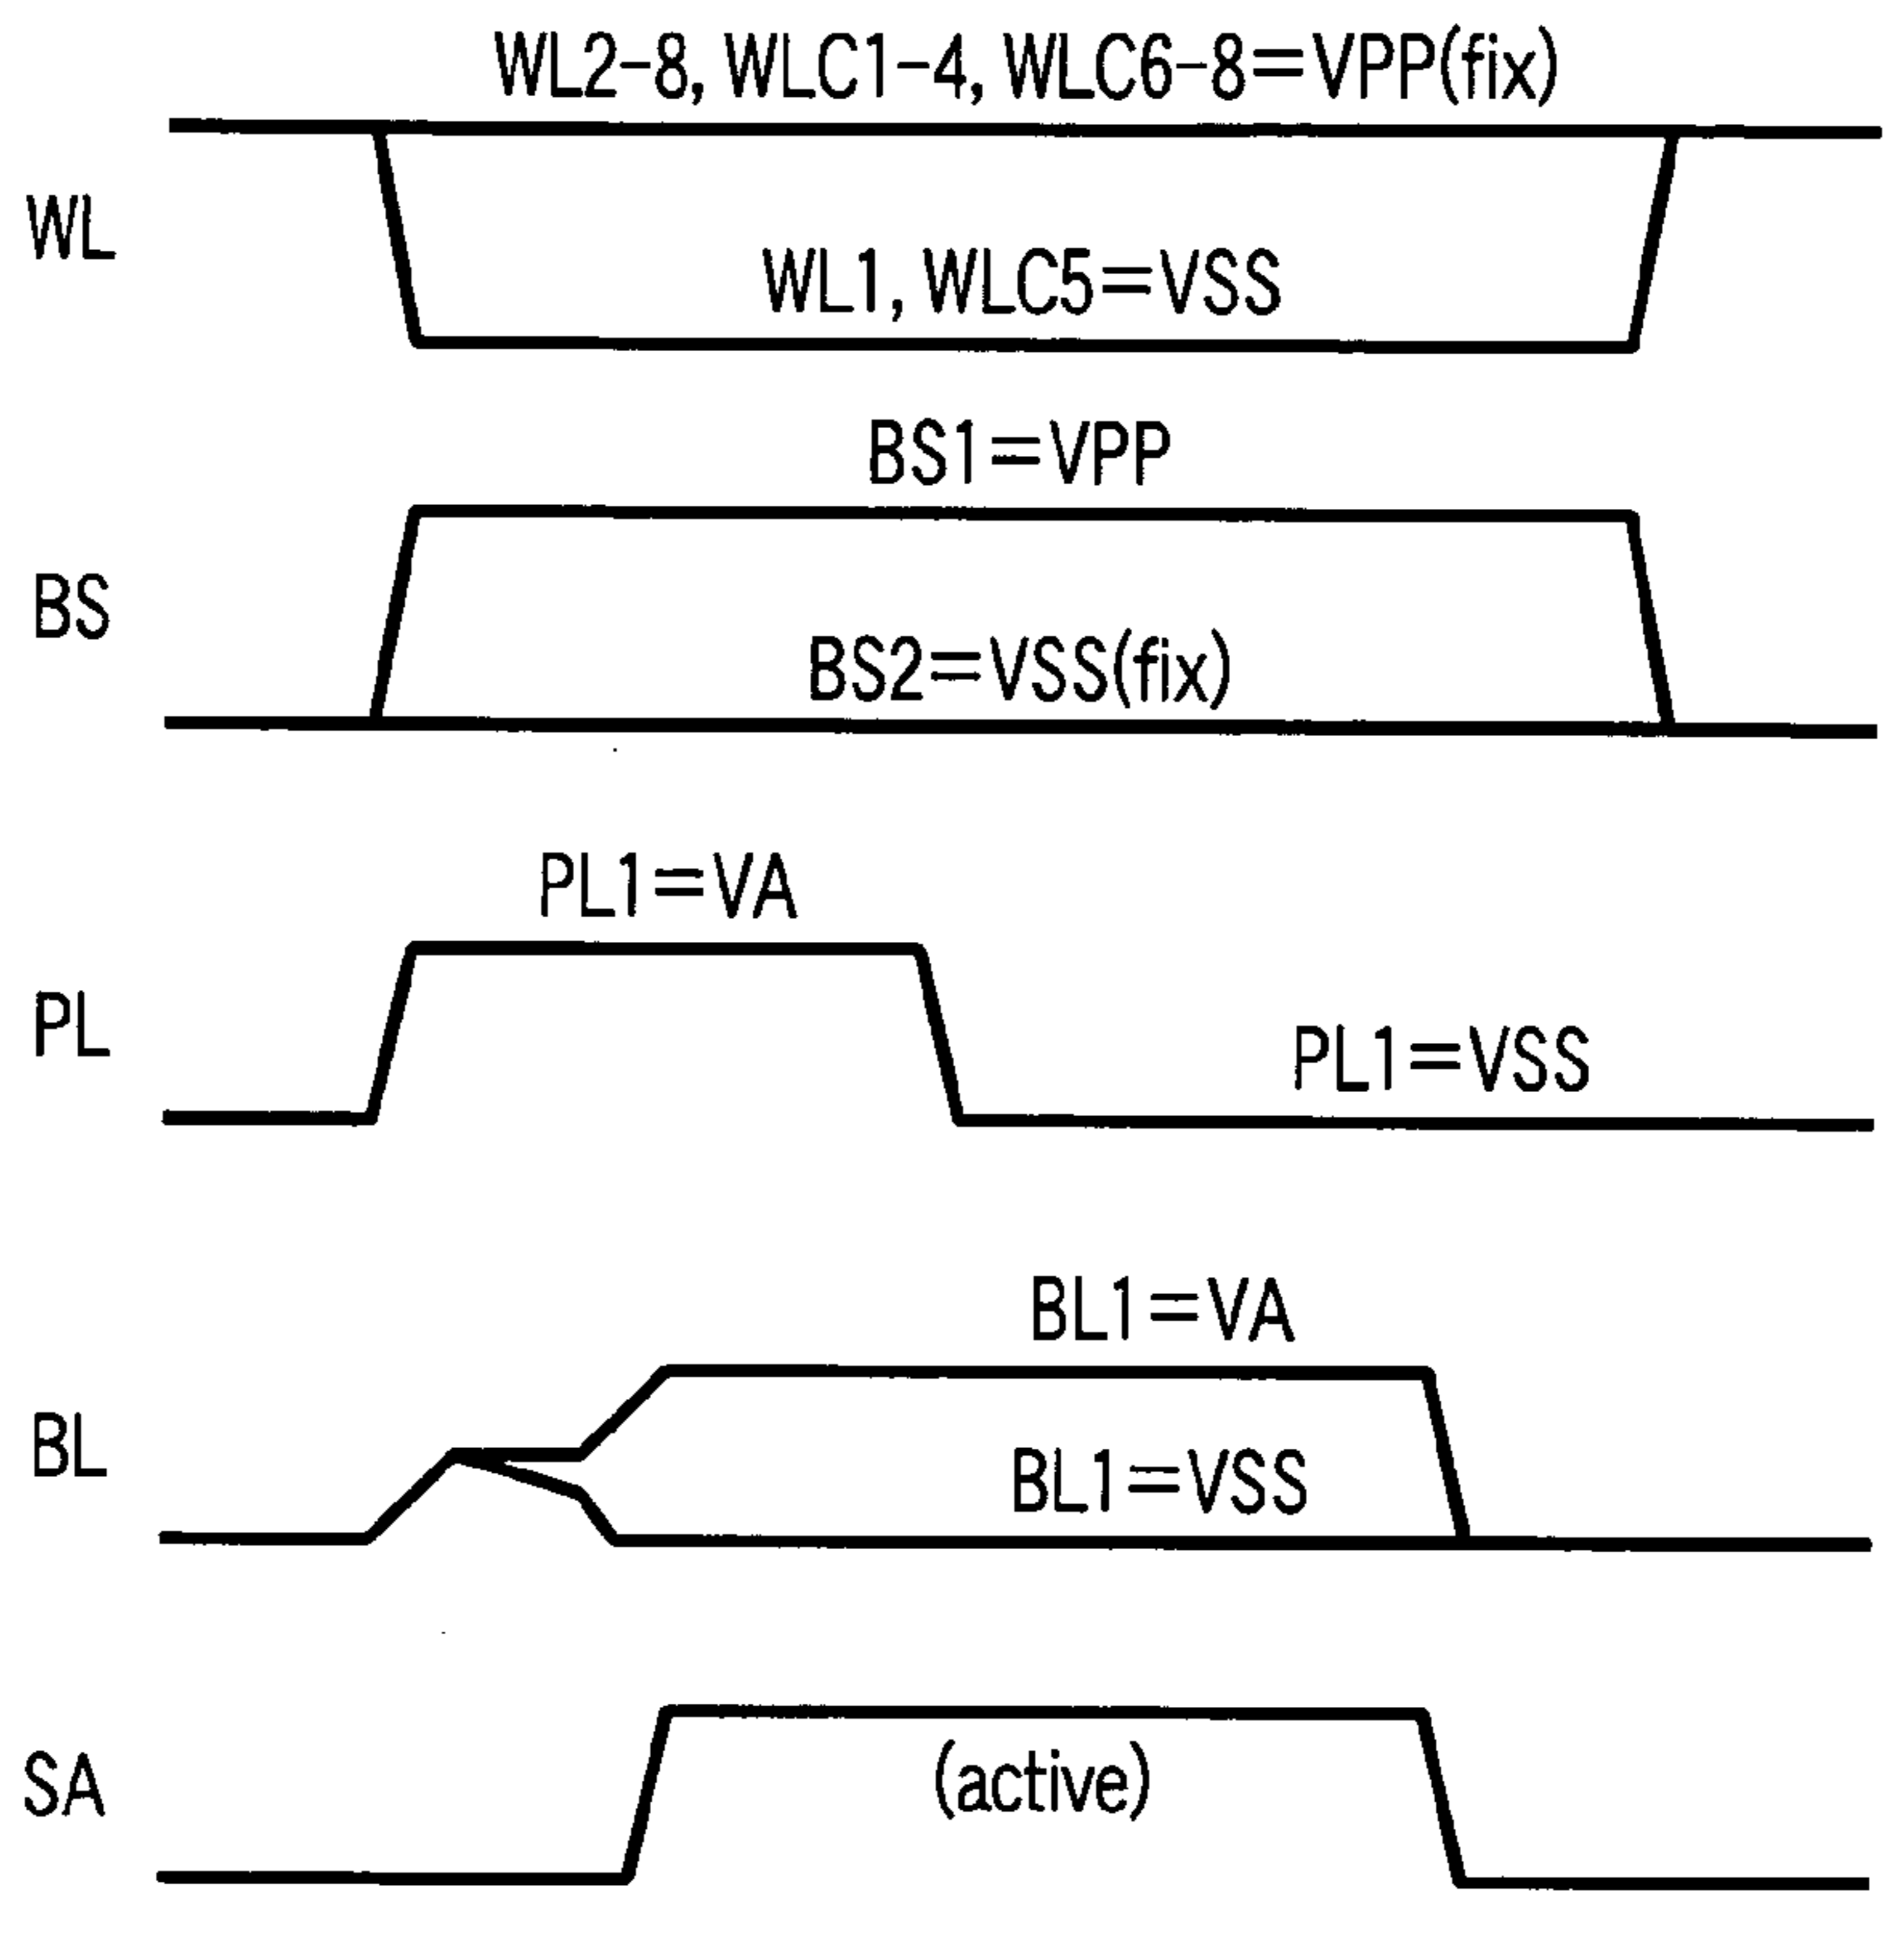 WL2-8, WLC1-4, WLC6-8=VPP(fix)
WL
WL1, WLC5=VSS
BS1=VPP
BS
BS2=VSS(fix)
PL1=VA
PL
PL1=VSS
BL1=VA
BL
BL1=VSS
SA
(active)